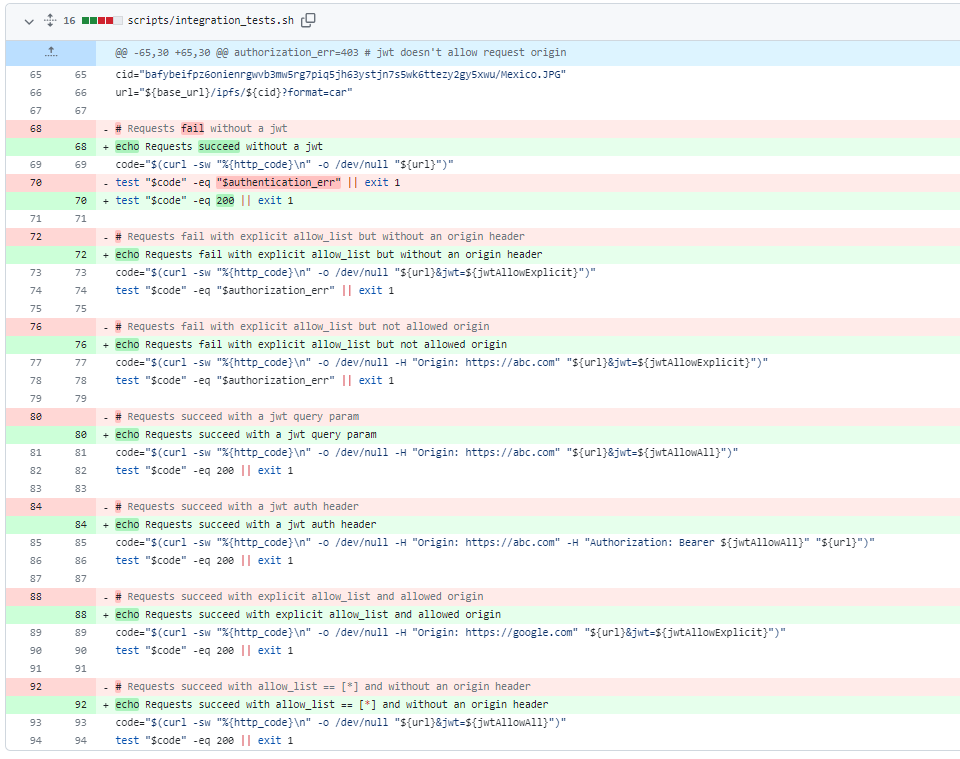 16 scripts/integration_tests.sh
@@ -65,30 +65,30 @@ authorization_err=403 # jwt doesn't allow request origin
65 65 cid="bafybeifpz6onienrgwvb3mw5rg7piq5jh63ystjn7s5wk6ttezy2gy5xwu/Mexico.JPG"
66 66 url="${base_url}/ipfs/${cid}?format=car"
67 67
68 - # Requests fail without a jwt
68 + echo Requests succeed without a jwt
69 69 code="$(curl -sw "%{http_code}\n" -o /dev/null "${url}")"
70 - test "$code" -eq "$authentication_err" || exit 1
70 + test "$code" -eq 200 || exit 1
71 71
72 - # Requests fail with explicit allow_list but without an origin header
72 + echo Requests fail with explicit allow_list but without an origin header
73 73 code="$(curl -sw "%{http_code}\n" -o /dev/null "${url}&jwt=${jwtAllowExplicit}")"
74 74 test "$code" -eq "$authorization_err" || exit 1
75 75
76 - # Requests fail with explicit allow_list but not allowed origin
76 + echo Requests fail with explicit allow_list but not allowed origin
77 77 code="$(curl -sw "%{http_code}\n" -o /dev/null -H "Origin: https://abc.com" "${url}&jwt=${jwtAllowExplicit}")"
78 78 test "$code" -eq "$authorization_err" || exit 1
79 79
80 - # Requests succeed with a jwt query param
80 + echo Requests succeed with a jwt query param
81 81 code="$(curl -sw "%{http_code}\n" -o /dev/null -H "Origin: https://abc.com" "${url}&jwt=${jwtAllowAll}")"
82 82 test "$code" -eq 200 || exit 1
83 83
84 - # Requests succeed with a jwt auth header
84 + echo Requests succeed with a jwt auth header
85 85 code="$(curl -sw "%{http_code}\n" -o /dev/null -H "Origin: https://abc.com" -H "Authorization: Bearer ${jwtAllowAll}" "${url}")"
86 86 test "$code" -eq 200 || exit 1
87 87
88 - # Requests succeed with explicit allow_list and allowed origin
88 + echo Requests succeed with explicit allow_list and allowed origin
89 89 code="$(curl -sw "%{http_code}\n" -o /dev/null -H "Origin: https://google.com" "${url}&jwt=${jwtAllowExplicit}")"
90 90 test "$code" -eq 200 || exit 1
91 91
92 - # Requests succeed with allow_list == [*] and without an origin header
92 + echo Requests succeed with allow_list == [*] and without an origin header
93 93 code="$(curl -sw "%{http_code}\n" -o /dev/null "${url}&jwt=${jwtAllowAll}")"
94 94 test "$code" -eq 200 || exit 1